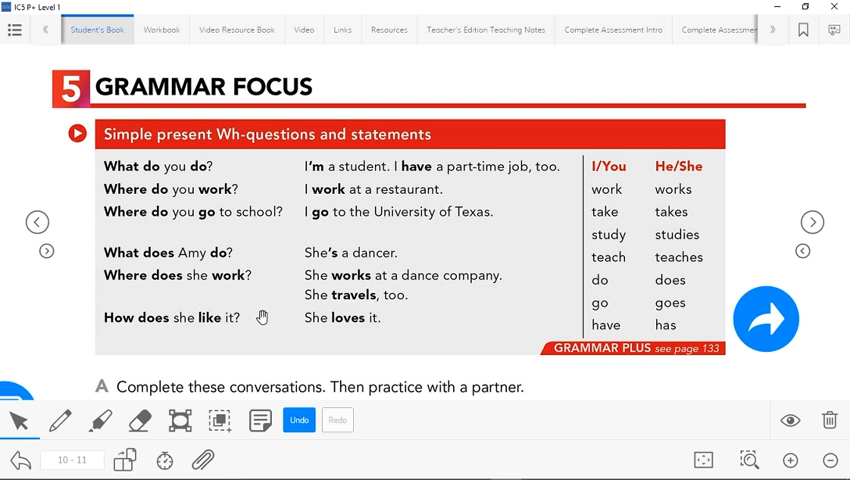 IC5 P+ Level 1
Student's Book Workbook Video Resource Book Video Links Resources Teacher's Edition Teaching Notes Complete Assessment Intro Complete Assessmen
5 GRAMMAR FOCUS
Simple present Wh-questions and statements
What do you do? I'm a student. I have a part-time job, too. I/You He/She
Where do you work? I work at a restaurant. work works
Where do you go to school? I go to the University of Texas. take takes
study studies
What does Amy do? She's a dancer. teach teaches
Where does she work? She works at a dance company. do does
She travels, too. go goes
How does she like it? She loves it. have has
GRAMMAR PLUS see page 133
A Complete these conversations. Then practice with a partner.
Undo Redo
10 - 11